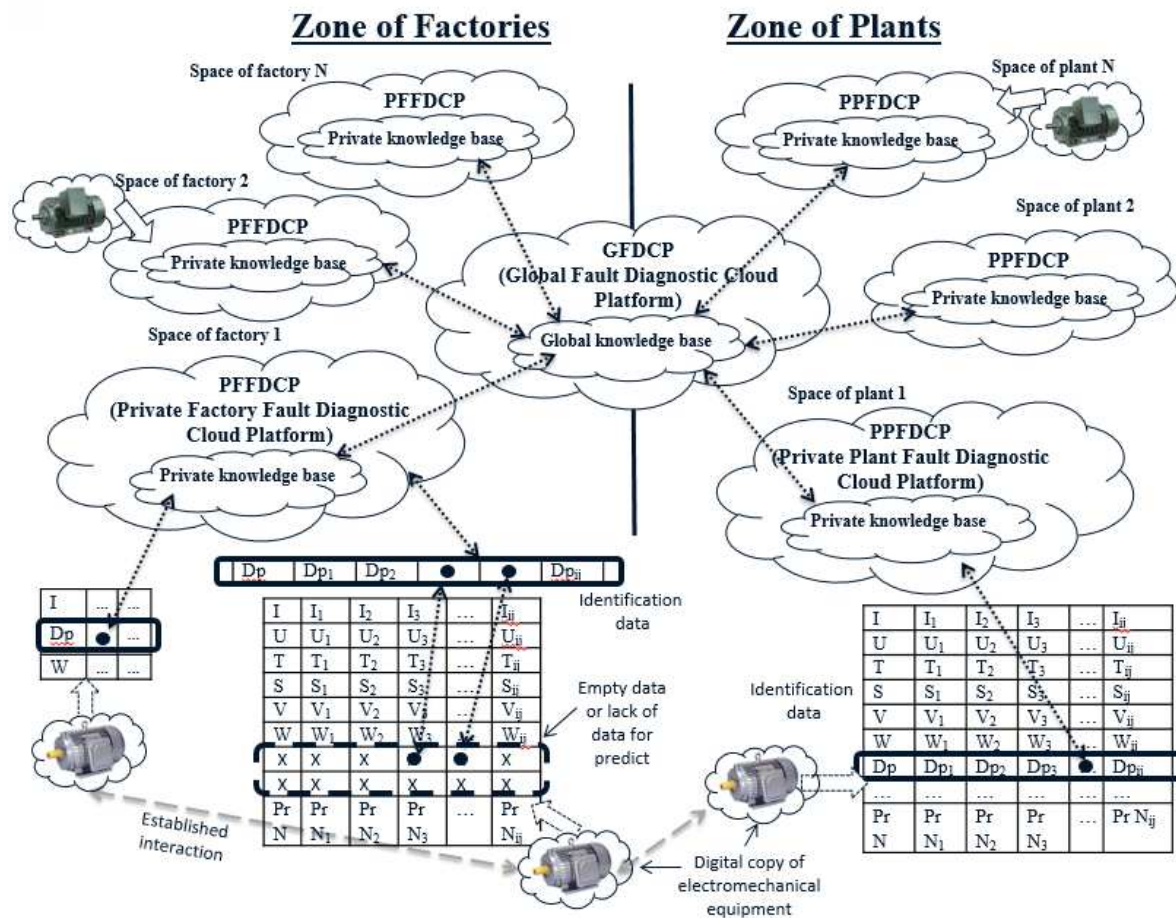 Zone of Factories
Zone of Plants
Space of factory N
PFFDCP
Private knowledge base
Space of plant N
PPFDCP
Private knowledge base
Space of factory 2
PFFDCP
Private knowledge base
GFDCP
(Global Fault Diagnostic Cloud
Platform)
Global knowledge base
Space of plant 2
PPFDCP
Private knowledge base
Space of factory 1
PFFDCP
(Private Factory Fault Diagnostic
Cloud Platform)
Private knowledge base
Space of plant 1
PPFDCP
(Private Plant Fault Diagnostic
Cloud Platform)
Private knowledge base
Dp Dp1 Dp2 Dpij
Identification
data
I ... ...
Dp ...
W ... ...
I I1 I2 I3 ... Iij
U U1 U2 U3 ... Uij
T T1 T2 T3 ... Tij
S S1 S2 S3 ... Sij
V V1 V2 V3 ... Vij
W W1 W2 W3 ... Wij
X X X X
X X X X X X
Pr Pr Pr Pr ... Pr
N N1 N2 N3 Nij
Empty data
or lack of
data for
predict
Identification
data
I I1 I2 I3 ... Iij
U U1 U2 U3 ... Uij
T T1 T2 T3 ... Tij
S S1 S2 S3 ... Sij
V V1 V2 V3 ... Vij
W W1 W2 W3 ... Wij
Dp Dp1 Dp2 Dp3 ... Dpij
... ... ... ... ... ...
Pr Pr Pr Pr ... Pr Nij
N N1 N2 N3
Established
interaction
Digital copy of
electromechanical
equipment